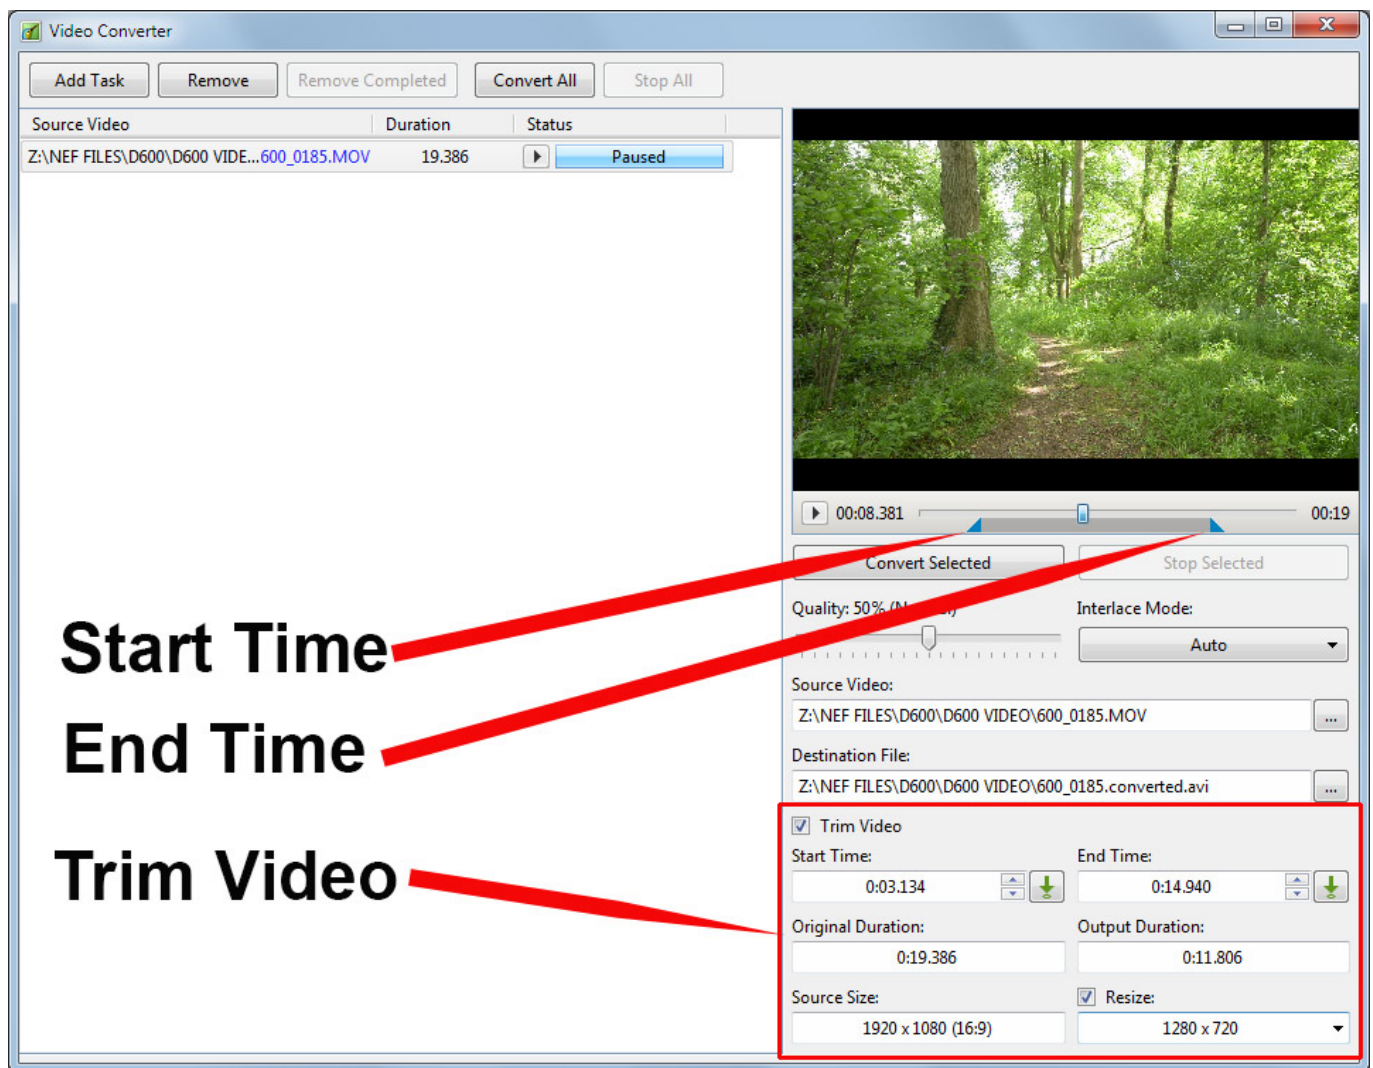 Video Converter
Add Task Remove Remove Completed Convert All Stop All
Source Video Duration Status
Z:\NEF FILES\D600\D600 VIDE...600_0185.MOV 19.386 Paused
00:08.381 00:19
Convert Selected Stop Selected
Quality: 50% Interlace Mode:
Auto
Source Video:
Z:\NEF FILES\D600\D600 VIDEO\600_0185.MOV ...
Destination File:
Z:\NEF FILES\D600\D600 VIDEO\600_0185.converted.avi ...
Trim Video
Start Time: End Time:
0:03.134 0:14.940
Original Duration: Output Duration:
0:19.386 0:11.806
Source Size: Resize:
1920 x 1080 (16:9) 1280 x 720
Start Time
End Time
Trim Video